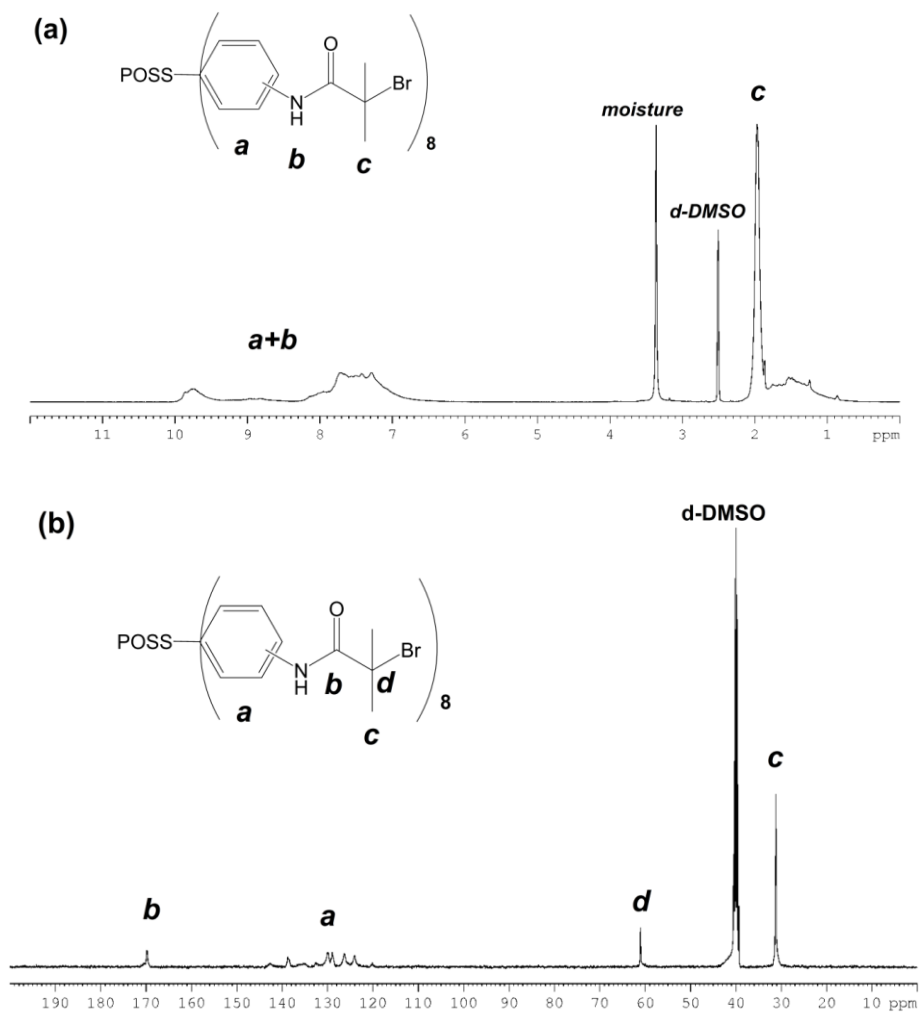 (a)
O
POSS
Br
N
H
8
a
b
c
moisture
c
d-DMSO
a+b
11 10 9 8 7 6 5 4 3 2 1 ppm
(b)
d-DMSO
O
POSS
Br
N
H
b
d
8
a
c
c
b
a
d
190 180 170 160 150 140 130 120 110 100 90 80 70 60 50 40 30 20 10 ppm